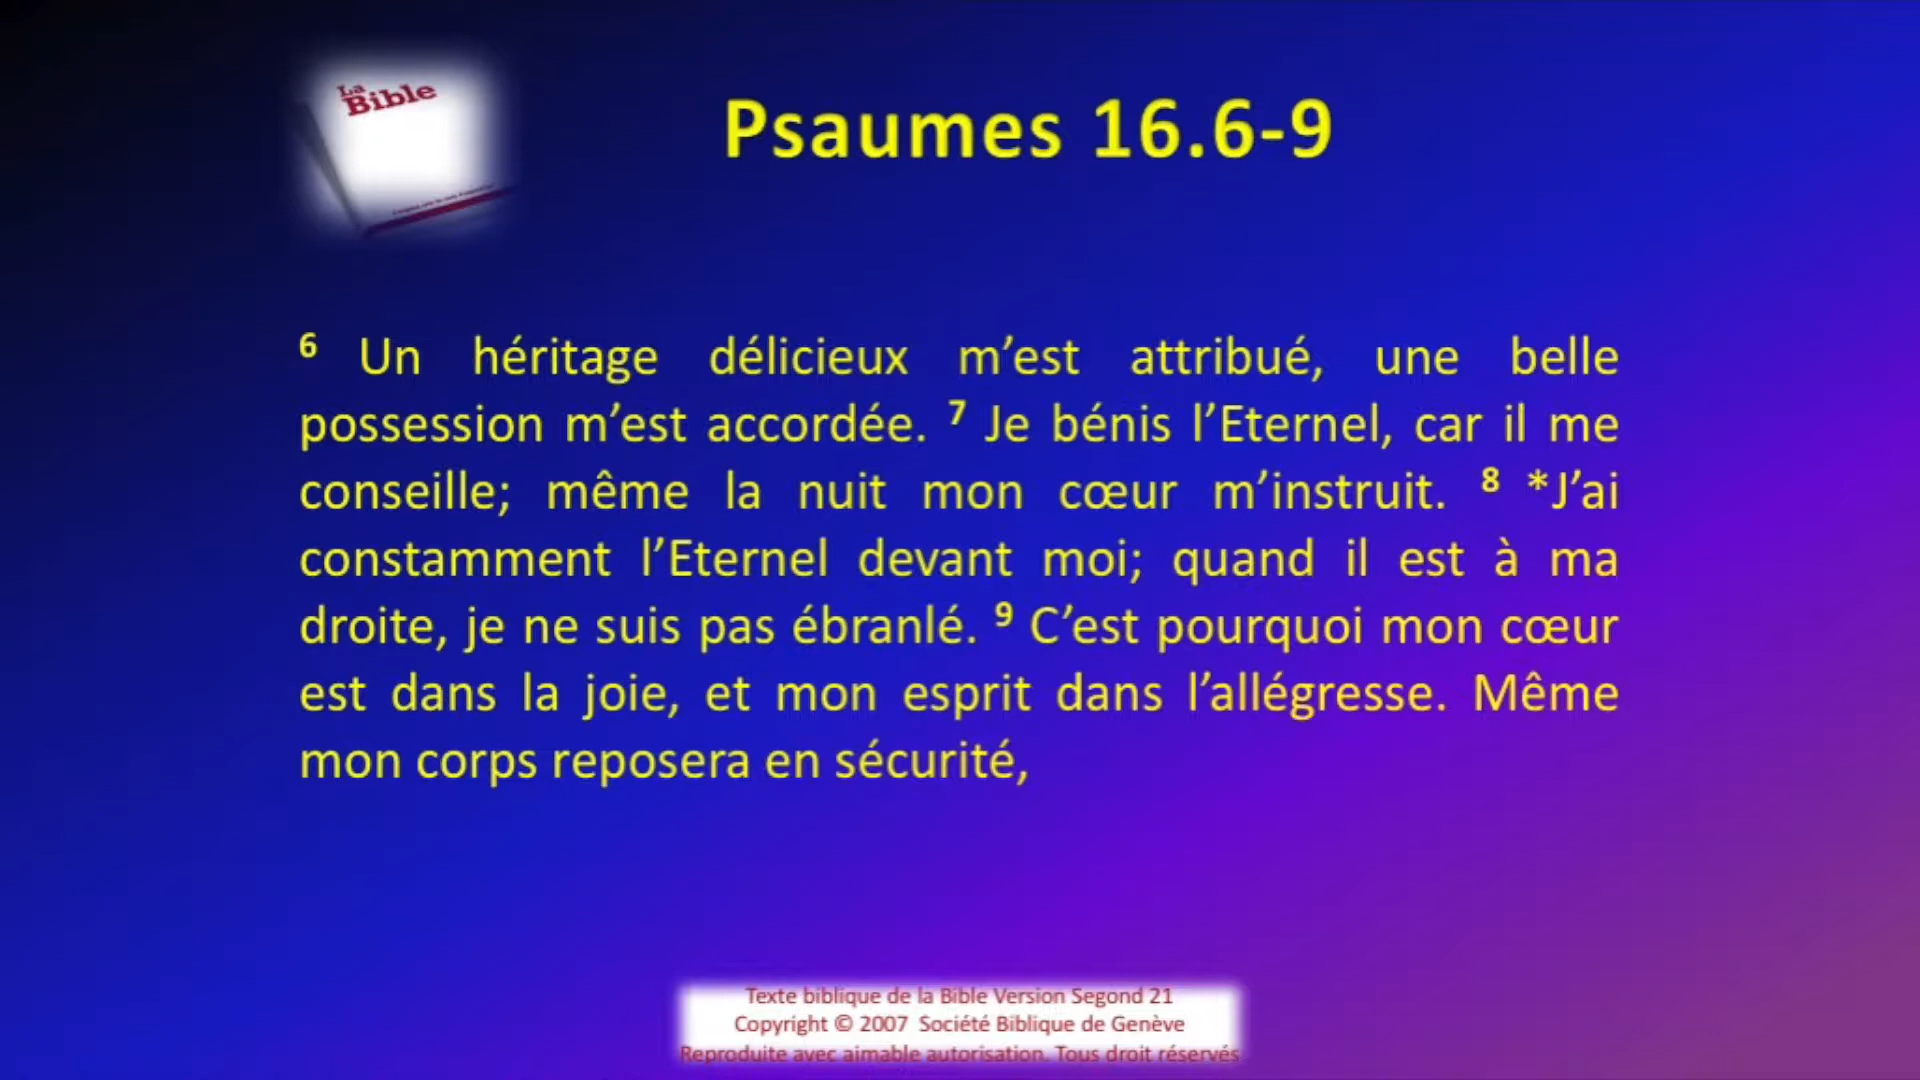 La
Bible
Psaumes 16.6-9
6 Un héritage délicieux m’est attribué, une belle
possession m’est accordée. 7 Je bénis l’Eternel, car il me
conseille; même la nuit mon cœur m’instruit. 8 *J’ai
constamment l’Eternel devant moi; quand il est à ma
droite, je ne suis pas ébranlé. 9 C’est pourquoi mon cœur
est dans la joie, et mon esprit dans l’allégresse. Même
mon corps reposera en sécurité,
Texte biblique de la Bible Version Segond 21
Copyright © 2007 Société Biblique de Genève
Reproduite avec aimable autorisation. Tous droit réservés